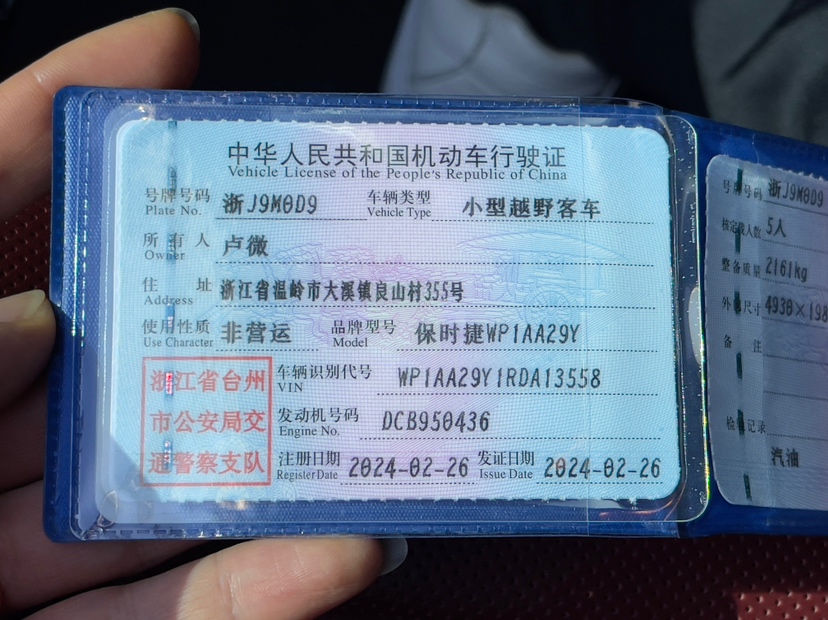 中华人民共和国机动车行驶证
Vehicle License of the People's Republic of China
号牌号码 Plate No. 浙J9M0D9 车辆类型 Vehicle Type 小型越野客车
所有人 Owner 卢微
住址 Address 浙江省温岭市大溪镇良山村355号
使用性质 Use Character 非营运 品牌型号 Model 保时捷WP1AA29Y
浙江省台州
市公安局交
通警察支队
车辆识别代号 VIN WP1AA29Y1RDA13558
发动机号码 Engine No. DCB950436
注册日期 Register Date 2024-02-26 发证日期 Issue Date 2024-02-26
号牌号码 浙J9M0D9
核定载人数 5人
整备质量 2161kg
外廓尺寸 4930×198
备注
检验记录
汽油